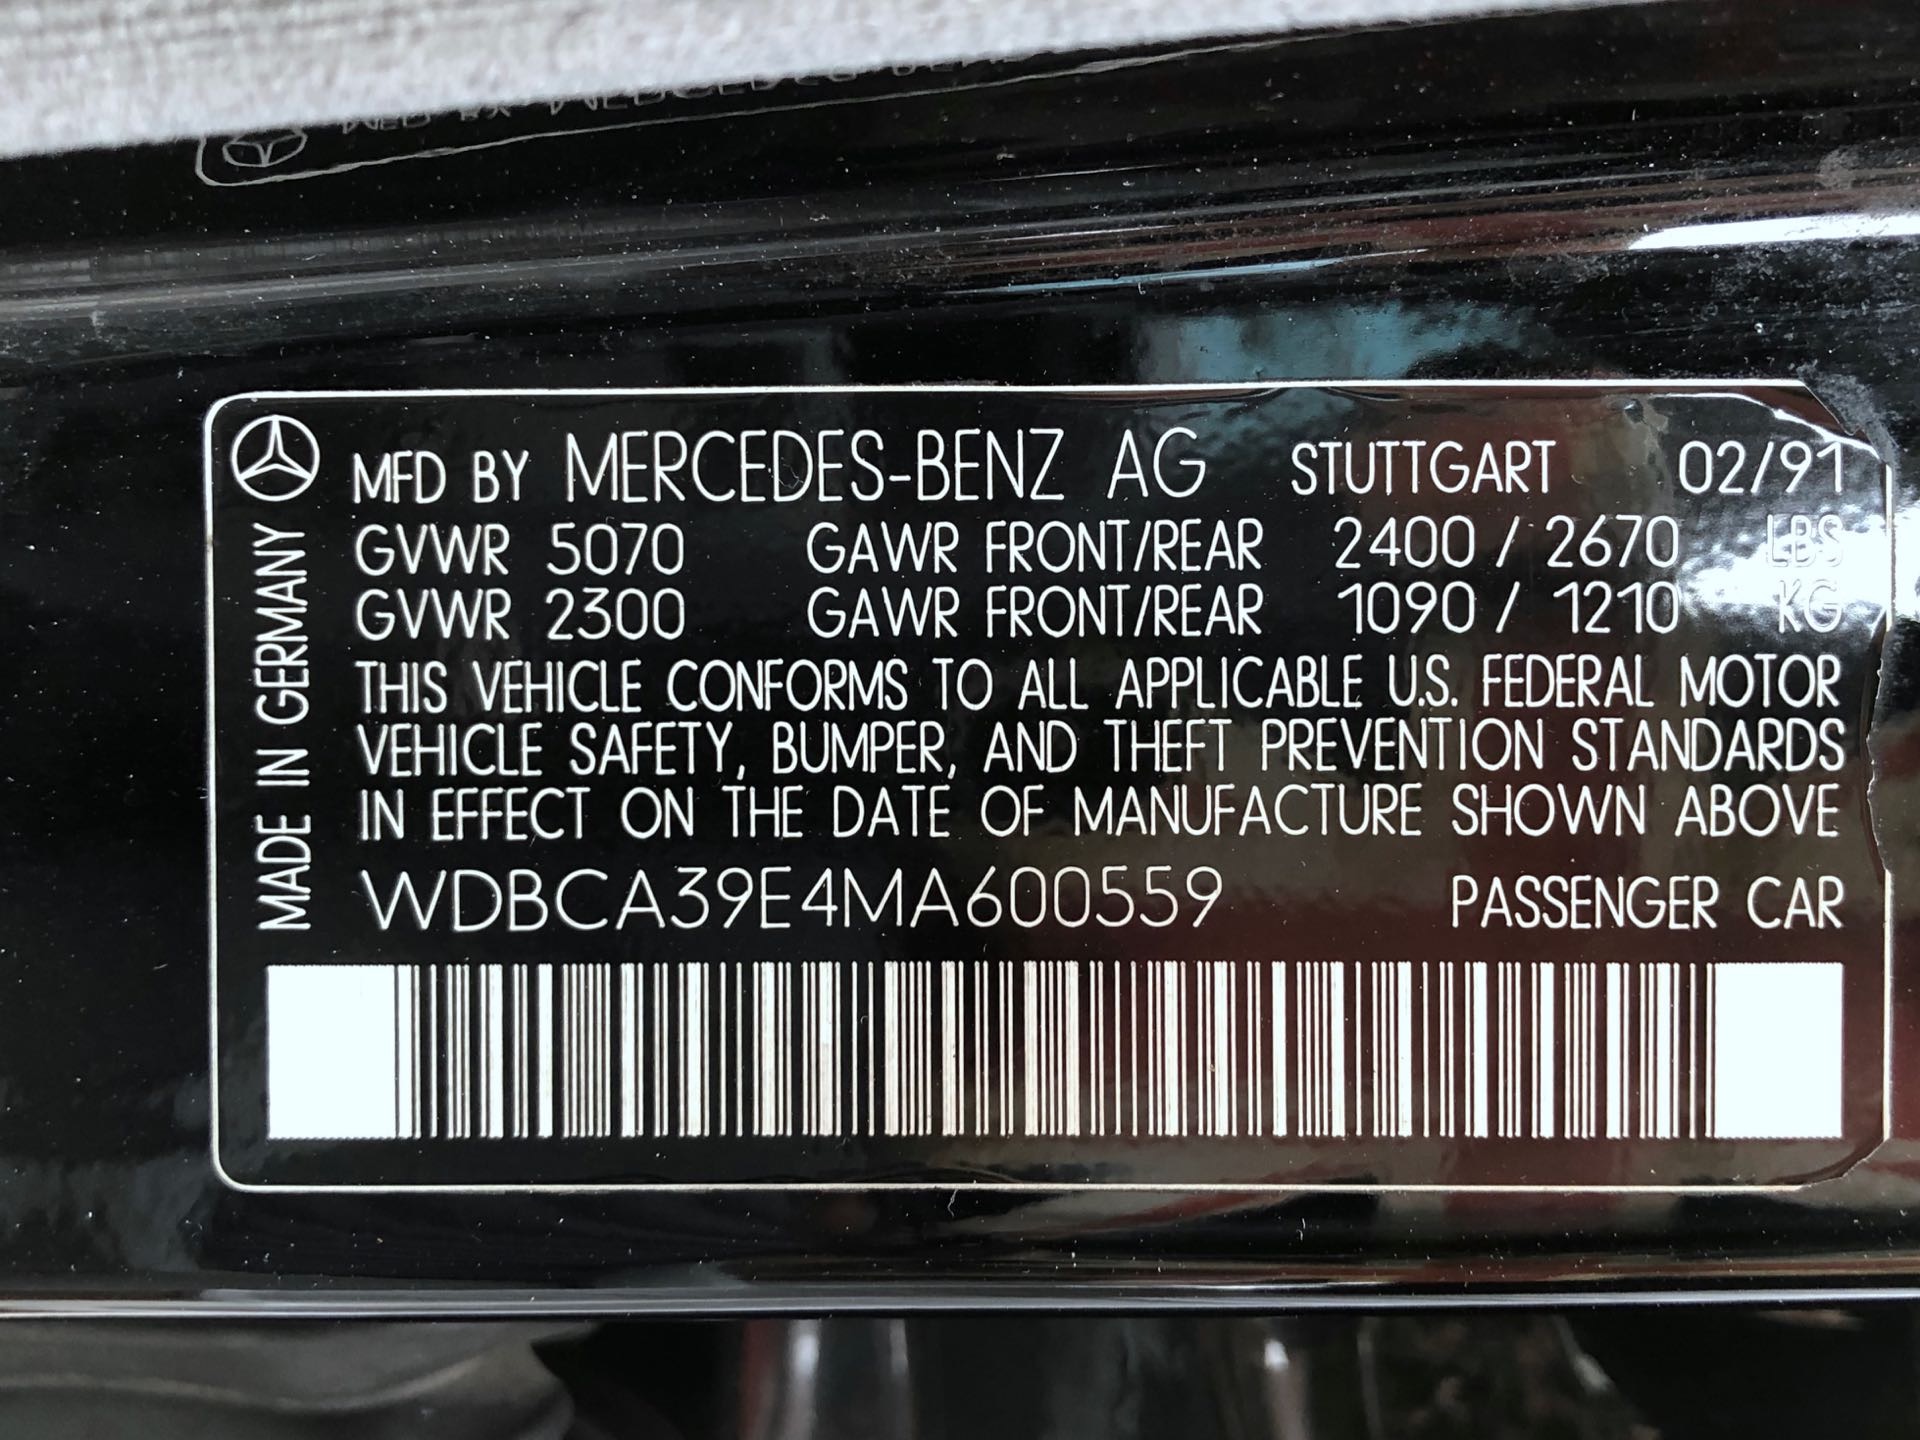 MFD BY MERCEDES-BENZ AG STUTTGART 02/91
GVWR 5070 GAWR FRONT/REAR 2400 / 2670 LBS
GVWR 2300 GAWR FRONT/REAR 1090 / 1210 KG
THIS VEHICLE CONFORMS TO ALL APPLICABLE U.S. FEDERAL MOTOR
VEHICLE SAFETY, BUMPER, AND THEFT PREVENTION STANDARDS
IN EFFECT ON THE DATE OF MANUFACTURE SHOWN ABOVE
WDBCA39E4MA600559 PASSENGER CAR
MADE IN GERMANY